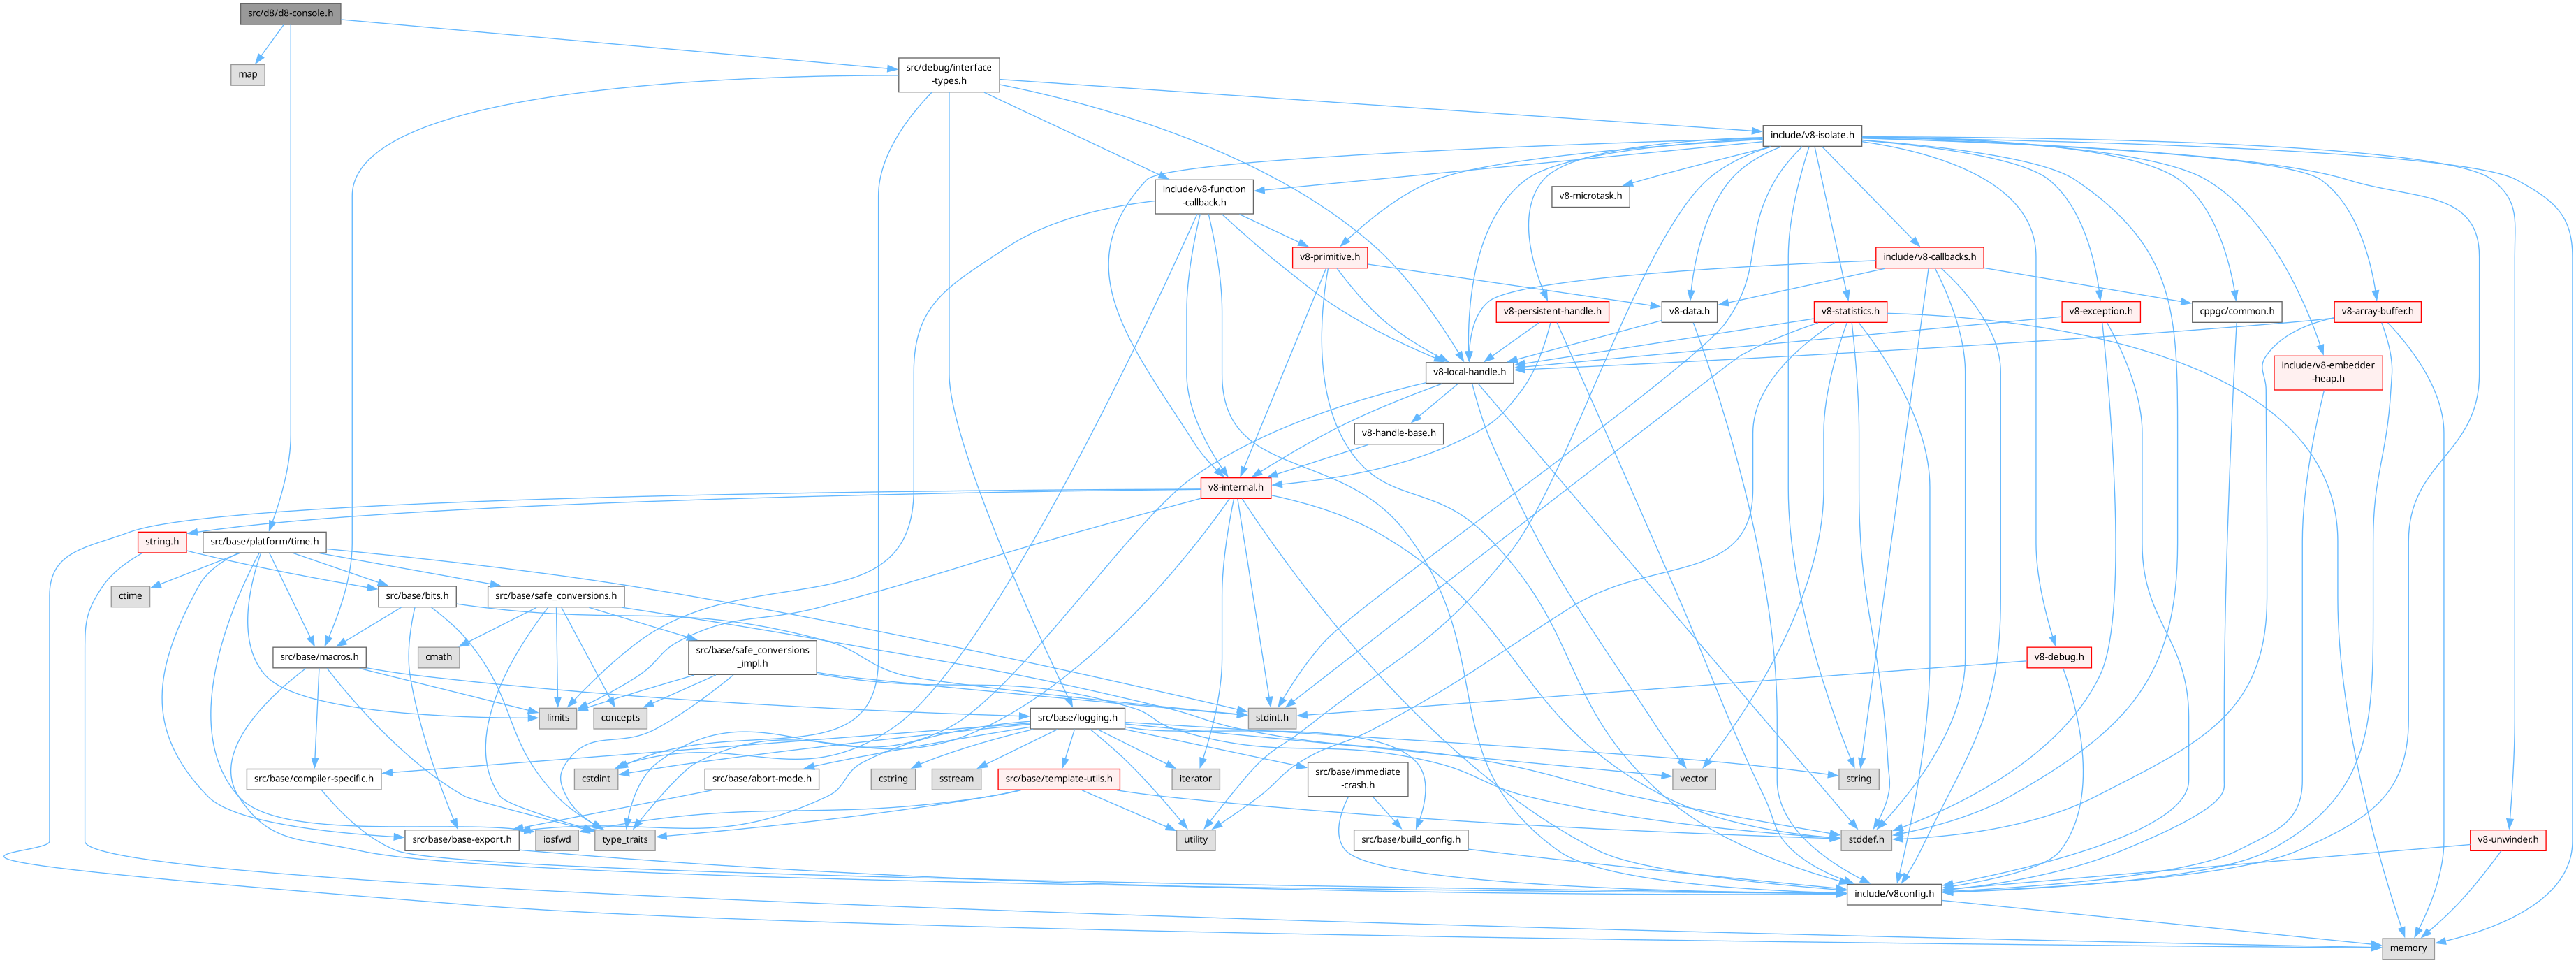 src/d8/d8-console.h
map
src/debug/interface
-types.h
include/v8-isolate.h
include/v8-function
-callback.h
v8-microtask.h
v8-primitive.h
include/v8-callbacks.h
v8-persistent-handle.h
v8-data.h
v8-statistics.h
v8-exception.h
cppgc/common.h
v8-array-buffer.h
v8-local-handle.h
include/v8-embedder
-heap.h
v8-handle-base.h
v8-internal.h
string.h
src/base/platform/time.h
ctime
src/base/bits.h
src/base/safe_conversions.h
src/base/macros.h
cmath
src/base/safe_conversions
_impl.h
v8-debug.h
limits
concepts
src/base/logging.h
stdint.h
src/base/compiler-specific.h
cstdint
src/base/abort-mode.h
cstring
sstream
src/base/template-utils.h
iterator
src/base/immediate
-crash.h
vector
string
src/base/base-export.h
iosfwd
type_traits
utility
src/base/build_config.h
stddef.h
v8-unwinder.h
include/v8config.h
memory